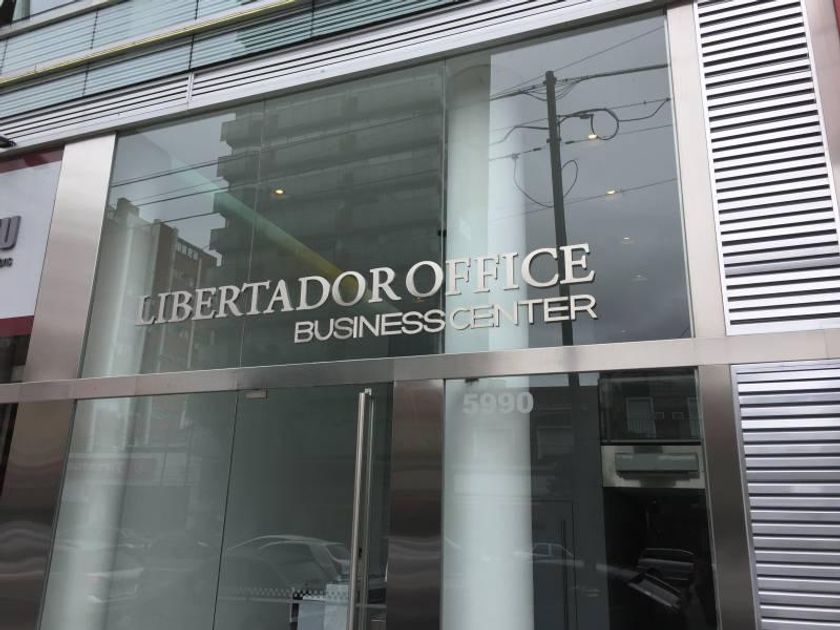 LIBERTADOR OFFICE
BUSINESS CENTER
5990